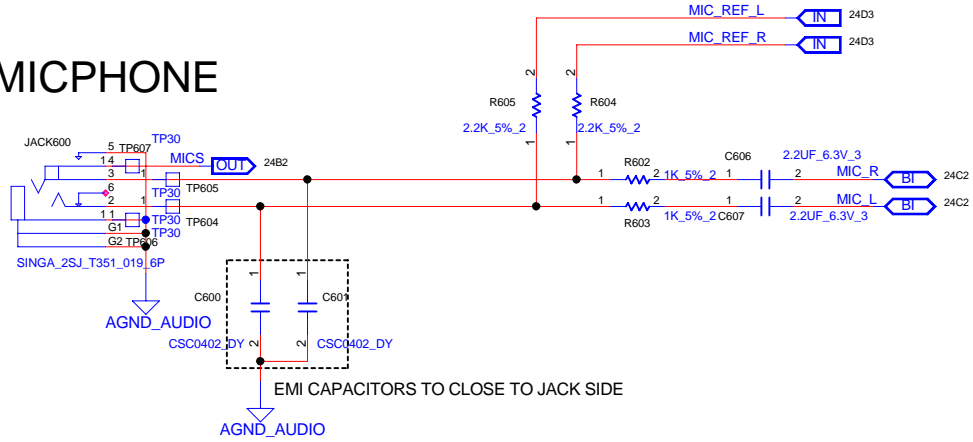 MIC_REF_L
IN
24D3
MIC_REF_R
IN
24D3
MICPHONE
2
2
R605
R604
2.2K_5%_2
2.2K_5%_2
1
1
JACK600
5
TP607
TP30
1 4
MICS
OUT
24B2
3
1
TP605
6
TP30
2
1
TP604
1 1
TP30
G1
TP30
G2
TP606
SINGA_2SJ_T351_019_6P
AGND_AUDIO
R602
1
2
1K_5%_2
C606
2.2UF_6.3V_3
1
2
MIC_R
BI
24C2
1
2
MIC_L
BI
24C2
R603
1K_5%_2
1
C607
2
2.2UF_6.3V_3
1
1
C600
C601
2
2
CSC0402_DY
CSC0402_DY
EMI CAPACITORS TO CLOSE TO JACK SIDE
AGND_AUDIO